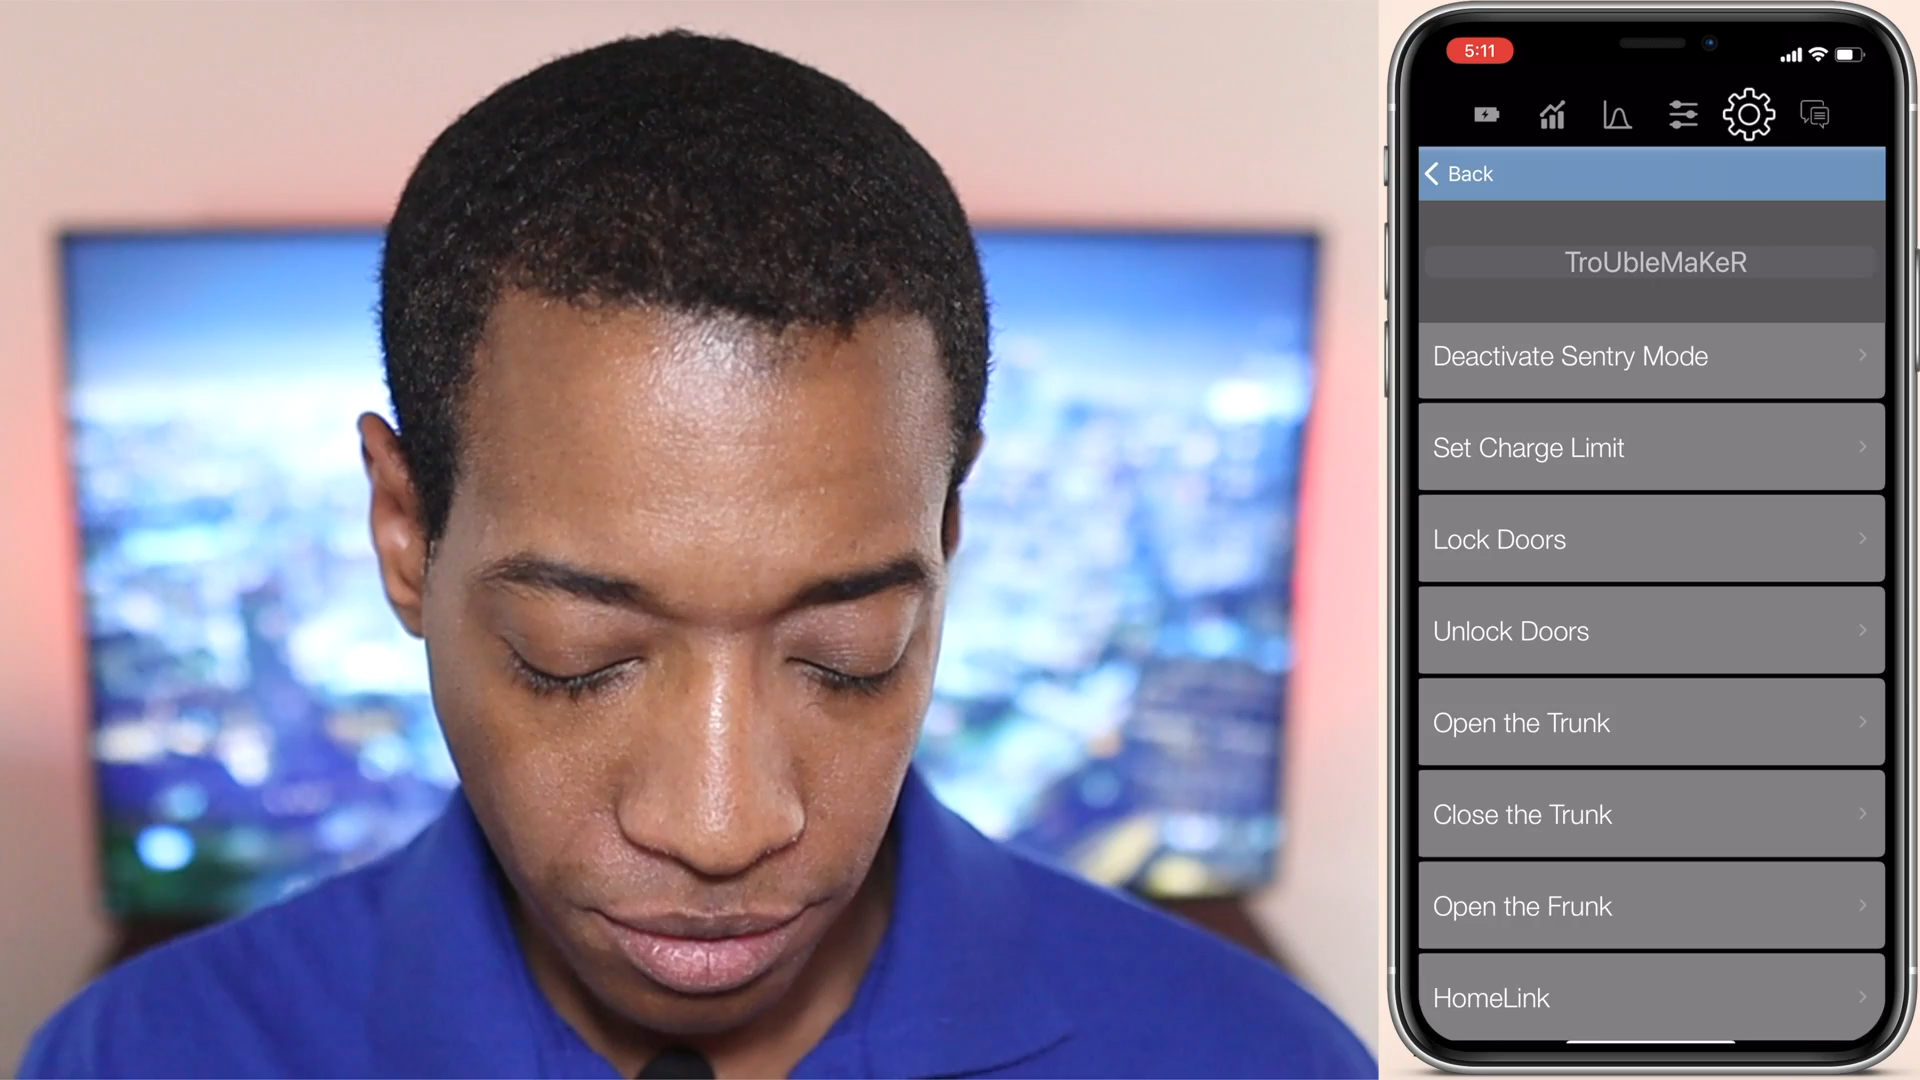 5:11
Back
TroUbleMaKeR
Deactivate Sentry Mode
Set Charge Limit
Lock Doors
Unlock Doors
Open the Trunk
Close the Trunk
Open the Frunk
HomeLink